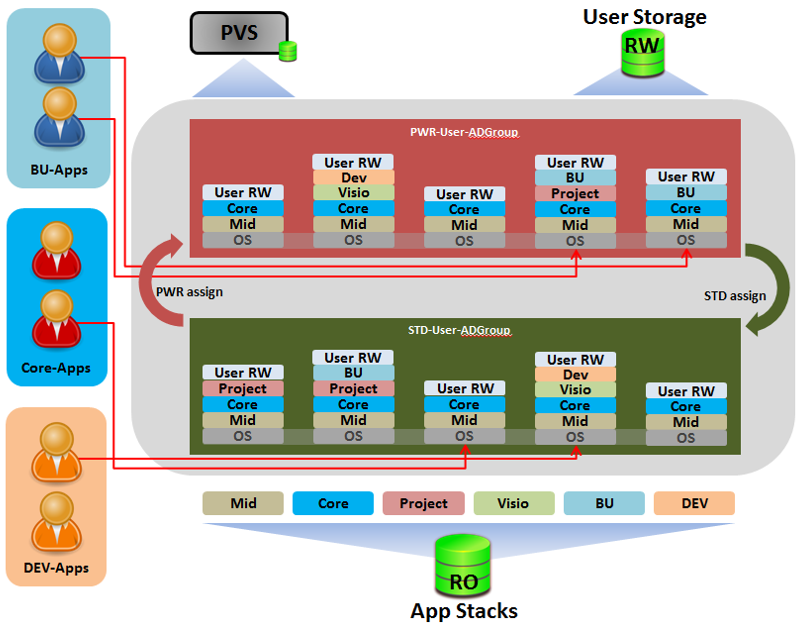 PVS
User Storage
RW
BU-Apps
Core-Apps
DEV-Apps
PWR-User-ADGroup
User RW
Core
Mid
OS
User RW
Dev
Visio
Core
Mid
OS
User RW
Core
Mid
OS
User RW
BU
Project
Core
Mid
OS
User RW
BU
Core
Mid
OS
PWR assign
STD assign
STD-User-ADGroup
User RW
Project
Core
Mid
OS
User RW
BU
Project
Core
Mid
OS
User RW
Core
Mid
OS
User RW
Dev
Visio
Core
Mid
OS
User RW
Core
Mid
OS
Mid
Core
Project
Visio
BU
DEV
RO
App Stacks